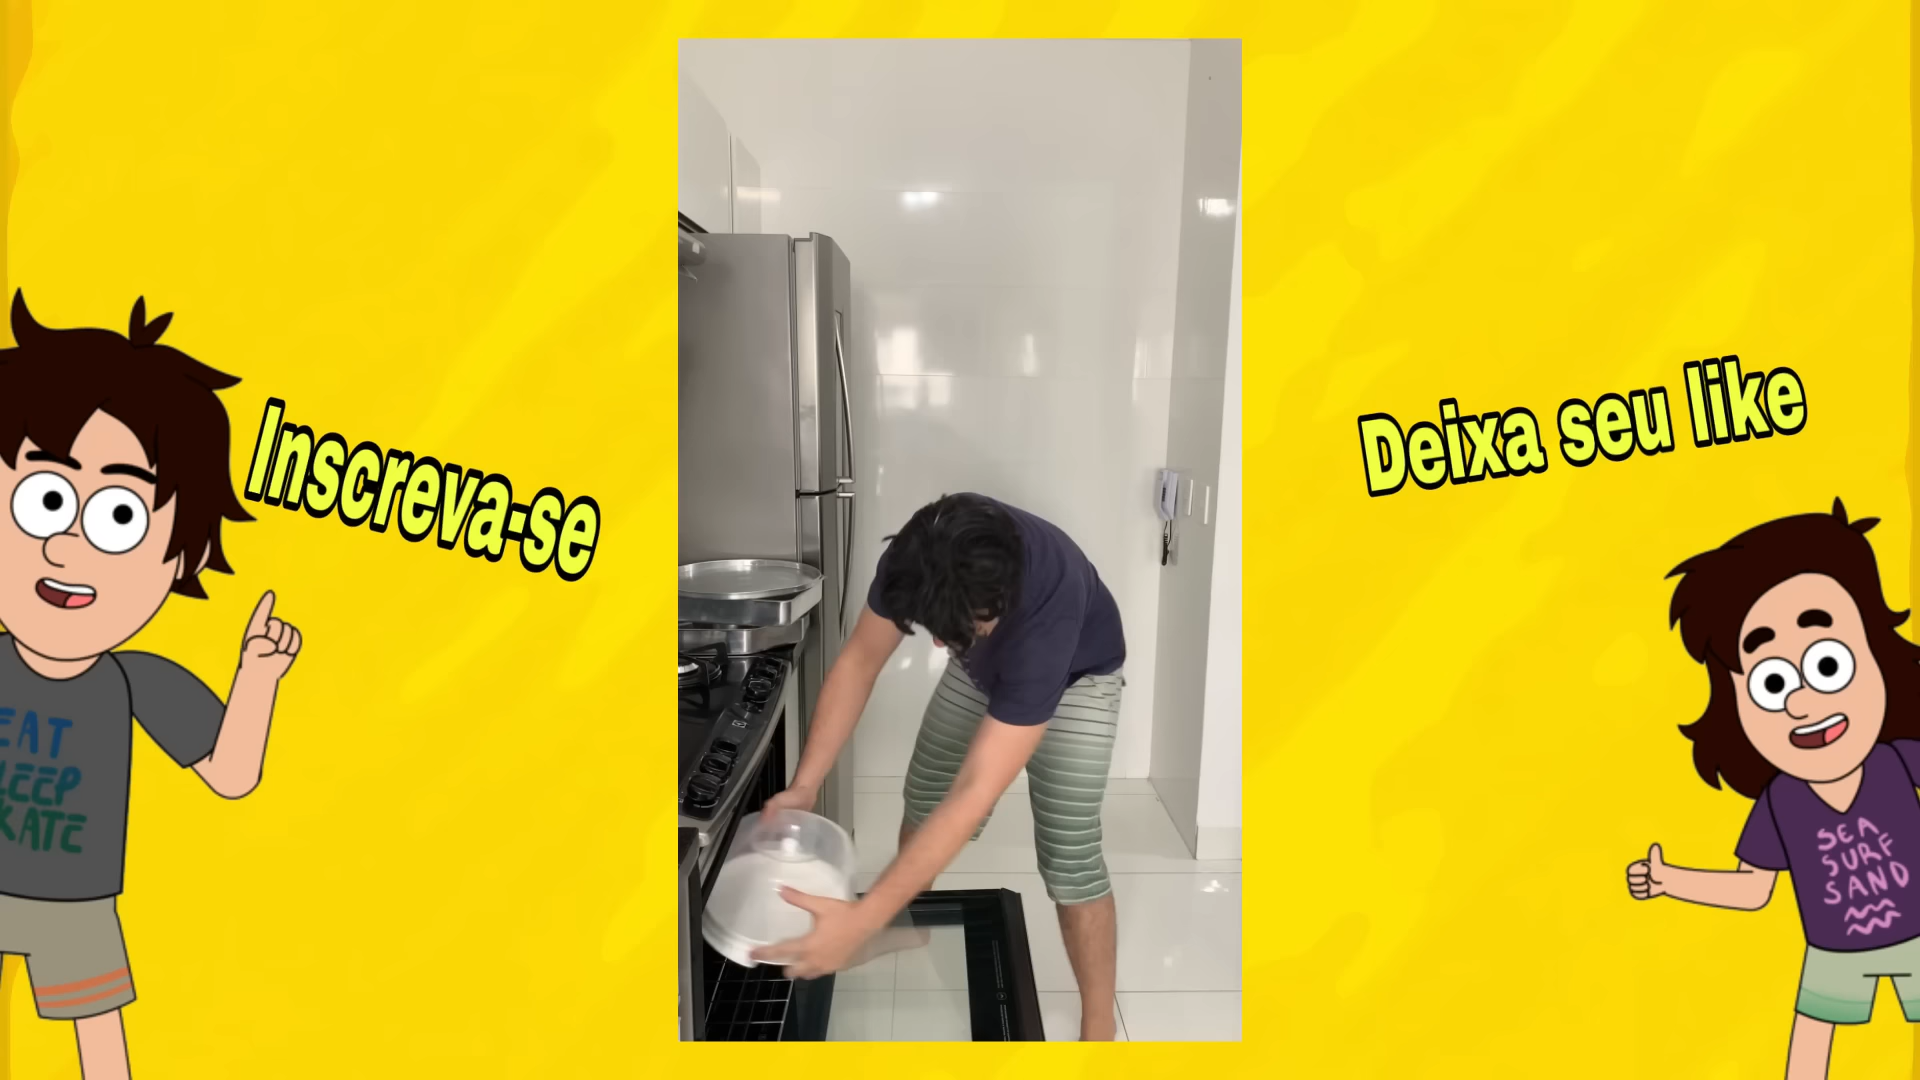 Inscreva-se
Deixa seu like
EAT
SLEEP
SKATE
SEA
SURF
SAND